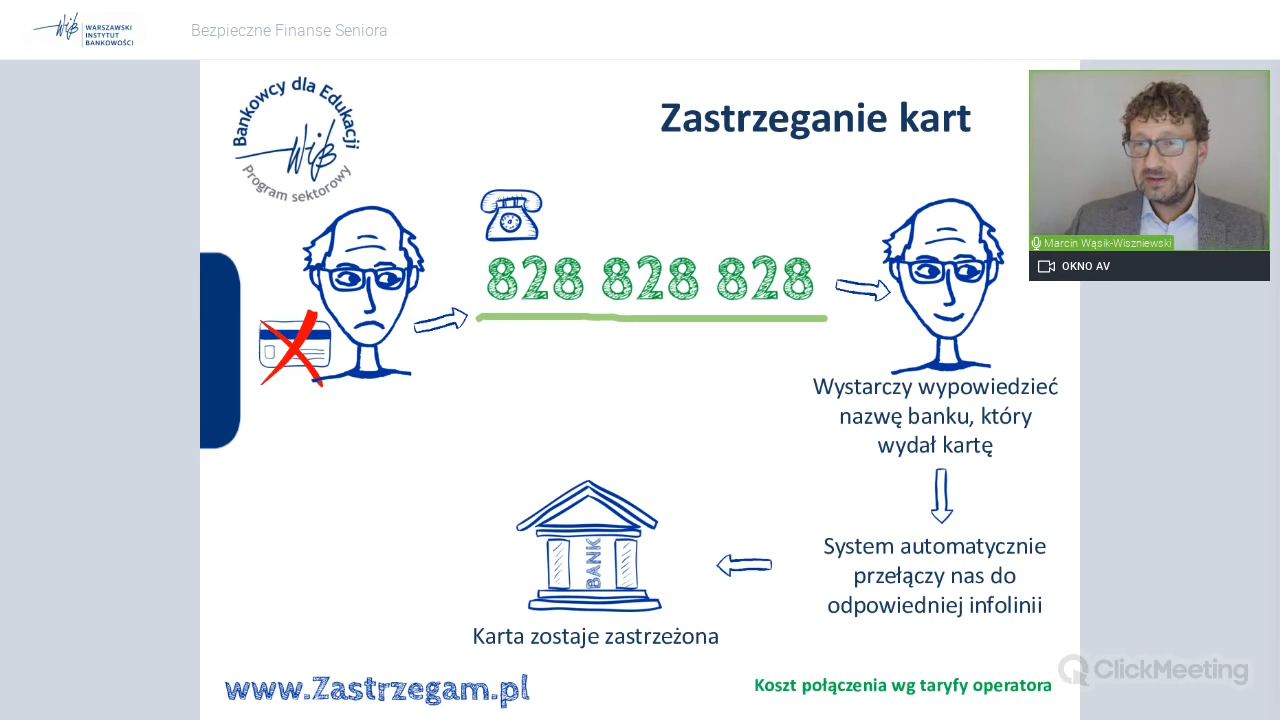 WARSZAWSKI
INSTYTUT
BANKOWOŚCI
Bezpieczne Finanse Seniora
Bankowcy dla Edukacji
WiB
Program sektorowy
Zastrzeganie kart
Marcin Wąsik-Wiszniewski
OKNO AV
828 828 828
Wystarczy wypowiedzieć
nazwę banku, który
wydał kartę
System automatycznie
przełączy nas do
odpowiedniej infolinii
BANK
Karta zostaje zastrzeżona
www.Zastrzegam.pl
Koszt połączenia wg taryfy operatora
ClickMeeting